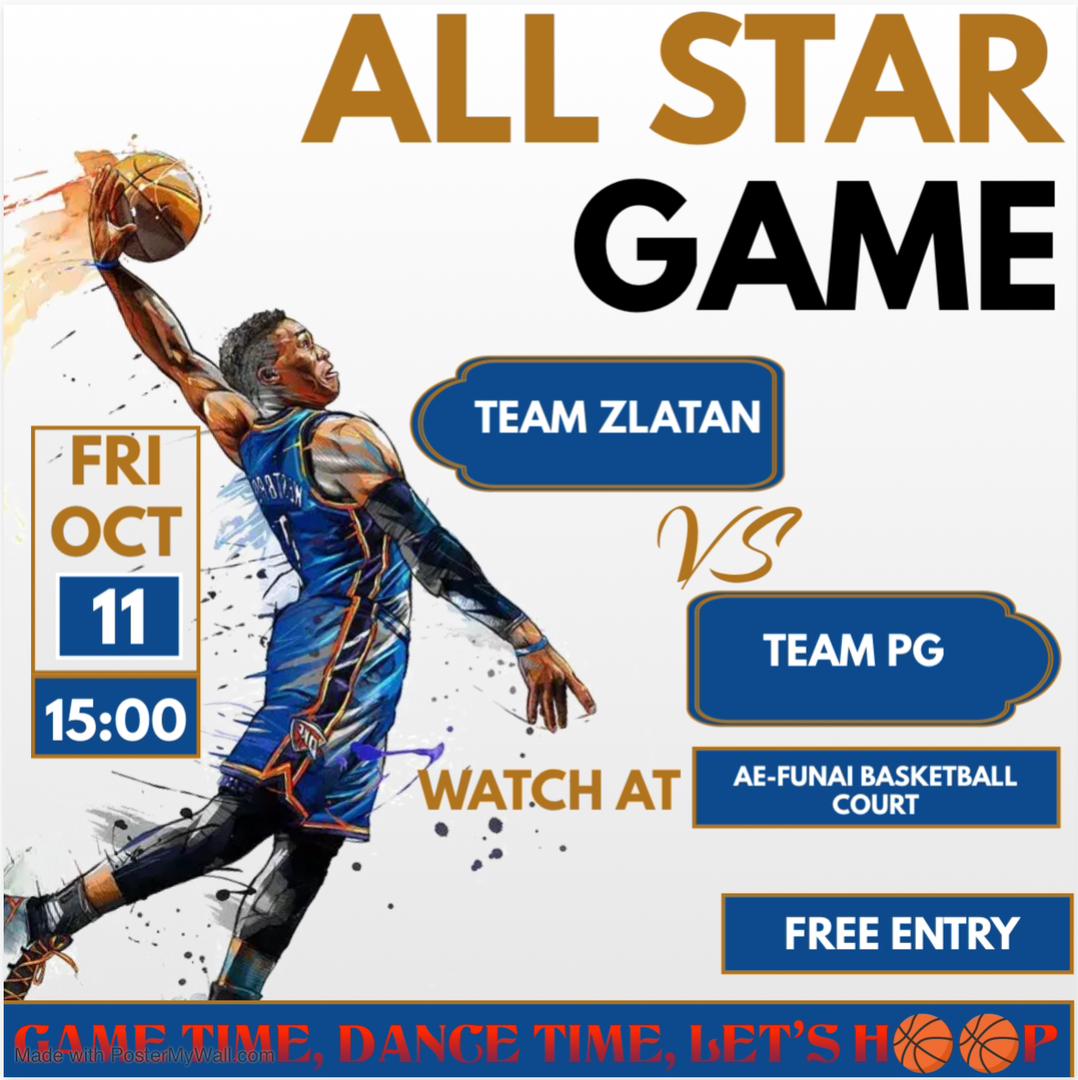 ALL STAR
GAME
TEAM ZLATAN
VS
TEAM PG
FRI
OCT
11
15:00
WATCH AT
AE-FUNAI BASKETBALL
COURT
FREE ENTRY
GAME TIME, DANCE TIME, LET'S HOOP
Made with PosterMyWall.com